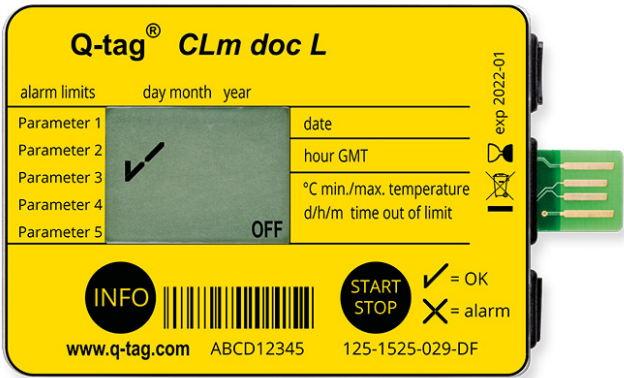 Q-tag® CLm doc L
alarm limits day month year
exp 2022-01
Parameter 1
Parameter 2
Parameter 3
Parameter 4
Parameter 5
OFF
date
hour GMT
°C min./max. temperature
d/h/m time out of limit
INFO
START
STOP
✓= OK
✕= alarm
www.q-tag.com ABCD12345 125-1525-029-DF